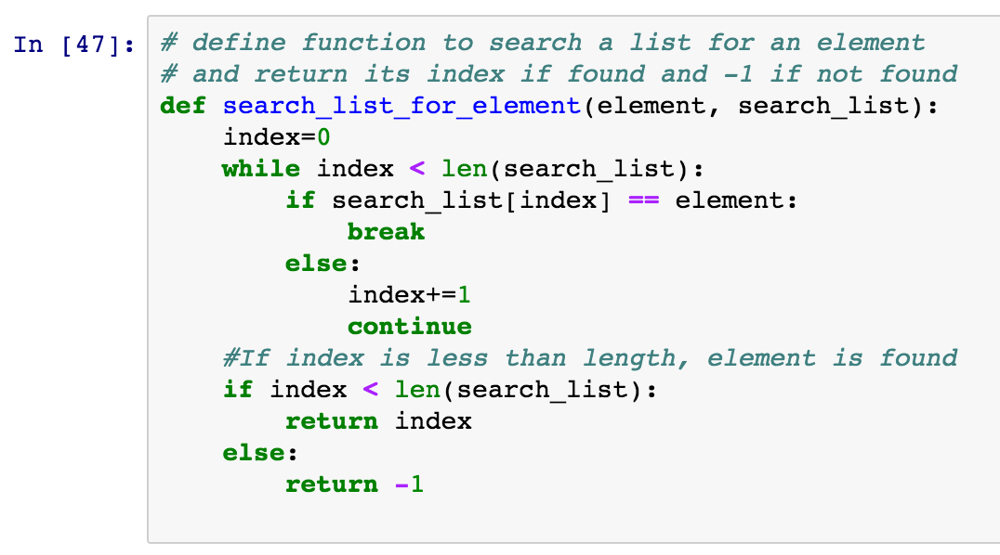 In [47]: # define function to search a list for an element
# and return its index if found and -1 if not found
def search_list_for_element(element, search_list):
    index=0
    while index < len(search_list):
        if search_list[index] == element:
            break
        else:
            index+=1
            continue
    #If index is less than length, element is found
    if index < len(search_list):
        return index
    else:
        return -1